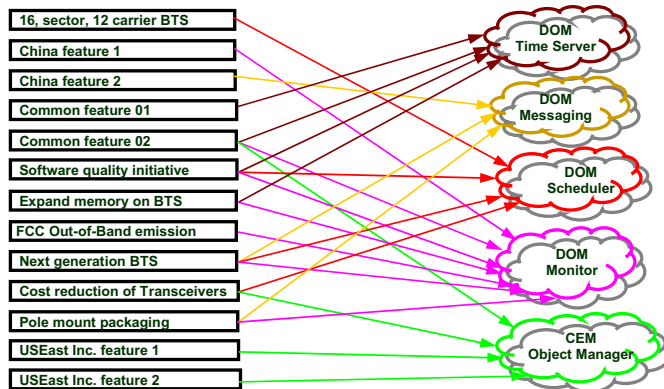 16, sector, 12 carrier BTS
China feature 1
China feature 2
Common feature 01
Common feature 02
Software quality initiative
Expand memory on BTS
FCC Out-of-Band emission
Next generation BTS
Cost reduction of Transceivers
Pole mount packaging
USEast Inc. feature 1
USEast Inc. feature 2
DOM
Time Server
DOM
Messaging
DOM
Scheduler
DOM
Monitor
CEM
Object Manager